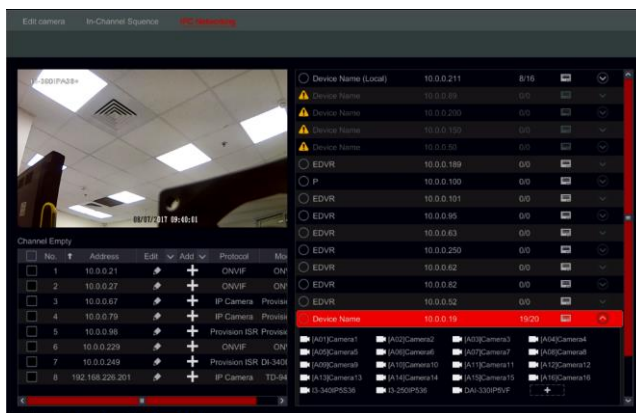 Edit camera In-Channel Squence IPC Networking
08/07/2017 09:40:01
Channel Empty
No. Address Edit Add Protocol
1 10.0.0.21 ONVIF
2 10.0.0.27 ONVIF
3 10.0.0.67 IP Camera
4 10.0.0.79 IP Camera
5 10.0.0.98 Provision ISR
6 10.0.0.229 ONVIF
7 10.0.0.249 Provision ISR DI-340I
8 192.168.226.201 IP Camera TD-94
Device Name (Local) 10.0.0.211 8/16
Device Name 10.0.0.69 0/0
Device Name 10.0.0.200 0/0
Device Name 10.0.0.150 0/0
Device Name 10.0.0.50 0/0
EDVR 10.0.0.189 0/0
P 10.0.0.100 0/0
EDVR 10.0.0.101 0/0
EDVR 10.0.0.95 0/0
EDVR 10.0.0.63 0/0
EDVR 10.0.0.250 0/0
EDVR 10.0.0.62 0/0
EDVR 10.0.0.82 0/0
EDVR 10.0.0.52 0/0
Device Name 10.0.0.19 19/20
[A01]Camera1 [A02]Camera2 [A03]Camera3 [A04]Camera4
[A05]Camera5 [A06]Camera6 [A07]Camera7 [A08]Camera8
[A09]Camera9 [A10]Camera10 [A11]Camera11 [A12]Camera12
[A13]Camera13 [A14]Camera14 [A15]Camera15 [A16]Camera16
I3-340IP5S36 I3-250IP536 DAI-330IP5VF